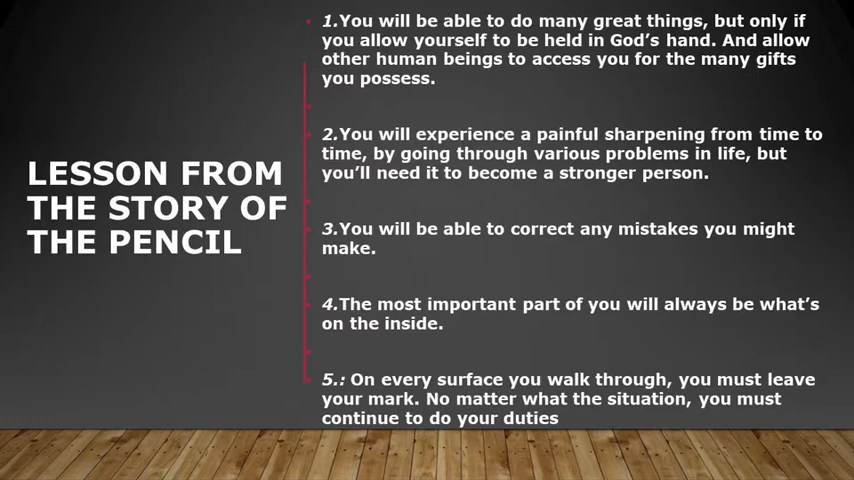 LESSON FROM
THE STORY OF
THE PENCIL
1.You will be able to do many great things, but only if
you allow yourself to be held in God's hand. And allow
other human beings to access you for the many gifts
you possess.
2.You will experience a painful sharpening from time to
time, by going through various problems in life, but
you'll need it to become a stronger person.
3.You will be able to correct any mistakes you might
make.
4.The most important part of you will always be what's
on the inside.
5.: On every surface you walk through, you must leave
your mark. No matter what the situation, you must
continue to do your duties